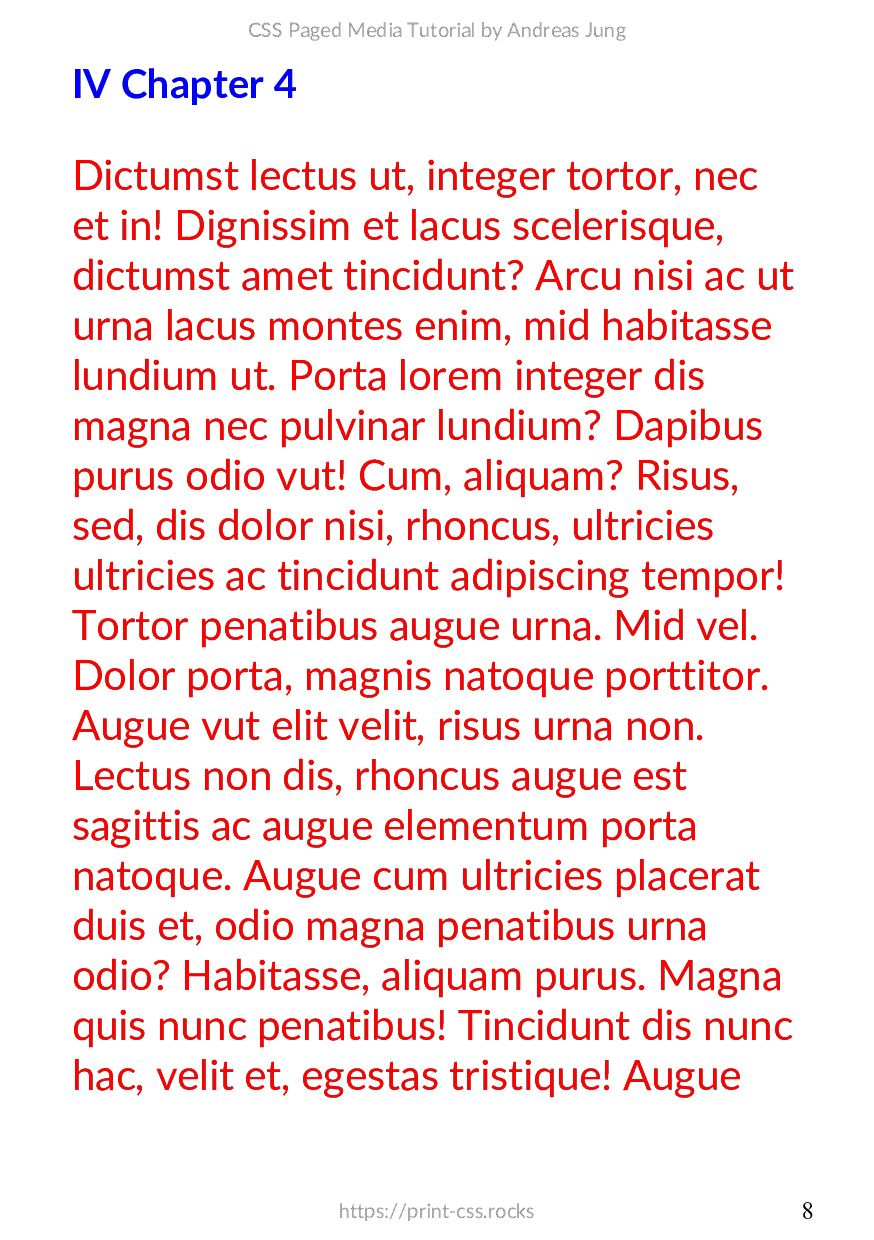 CSS Paged Media Tutorial by Andreas Jung
IV Chapter 4
Dictumst lectus ut, integer tortor, nec
et in! Dignissim et lacus scelerisque,
dictumst amet tincidunt? Arcu nisi ac ut
urna lacus montes enim, mid habitasse
lundium ut. Porta lorem integer dis
magna nec pulvinar lundium? Dapibus
purus odio vut! Cum, aliquam? Risus,
sed, dis dolor nisi, rhoncus, ultricies
ultricies ac tincidunt adipiscing tempor!
Tortor penatibus augue urna. Mid vel.
Dolor porta, magnis natoque porttitor.
Augue vut elit velit, risus urna non.
Lectus non dis, rhoncus augue est
sagittis ac augue elementum porta
natoque. Augue cum ultricies placerat
duis et, odio magna penatibus urna
odio? Habitasse, aliquam purus. Magna
quis nunc penatibus! Tincidunt dis nunc
hac, velit et, egestas tristique! Augue
https://print-css.rocks
8